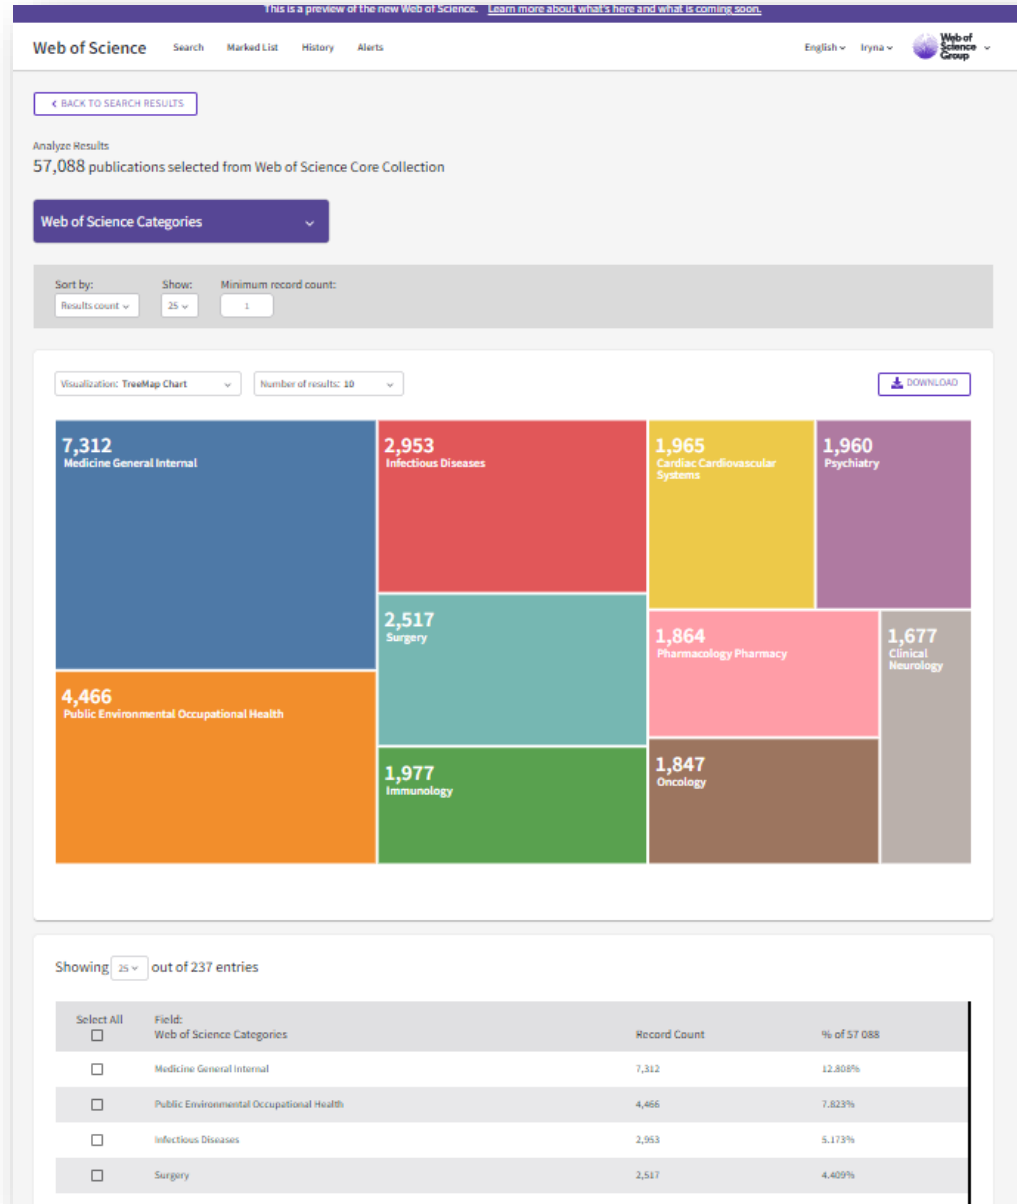 This is a preview of the new Web of Science. Learn more about what's here and what is coming soon.
Web of Science Search Marked List History Alerts English Iryna Web of Science Group
BACK TO SEARCH RESULTS
Analyze Results
57,088 publications selected from Web of Science Core Collection
Web of Science Categories
Sort by: Show: Minimum record count:
Results count 25 1
Visualization: TreeMap Chart Number of results: 10 DOWNLOAD
7,312
Medicine General Internal
4,466
Public Environmental Occupational Health
2,953
Infectious Diseases
2,517
Surgery
1,977
Immunology
1,965
Cardiac Cardiovascular
Systems
1,960
Psychiatry
1,864
Pharmacology Pharmacy
1,847
Oncology
1,677
Clinical
Neurology
Showing 25 out of 237 entries
Select All Field:
Web of Science Categories Record Count % of 57 088
Medicine General Internal 7,312 12.808%
Public Environmental Occupational Health 4,466 7.823%
Infectious Diseases 2,953 5.173%
Surgery 2,517 4.409%